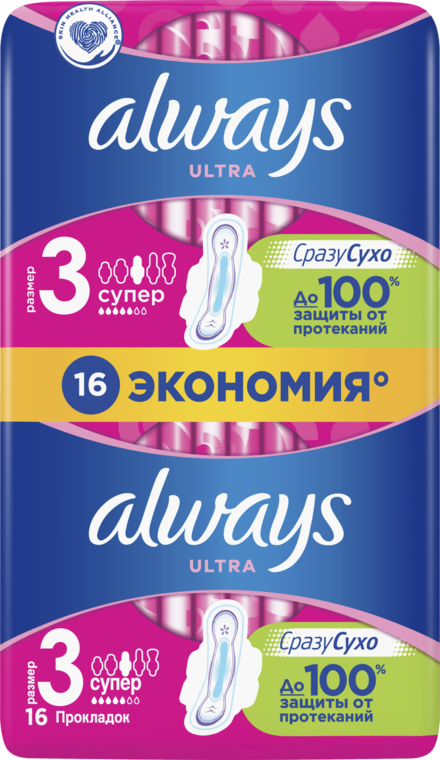 SKIN HEALTH ALLIANCE
always
ULTRA
размер
3
супер
СразуСухо
До 100%
защиты от
протеканий
16 ЭКОНОМИЯ°
always
ULTRA
размер
3
супер
16 Прокладок
СразуСухо
До 100%
защиты от
протеканий